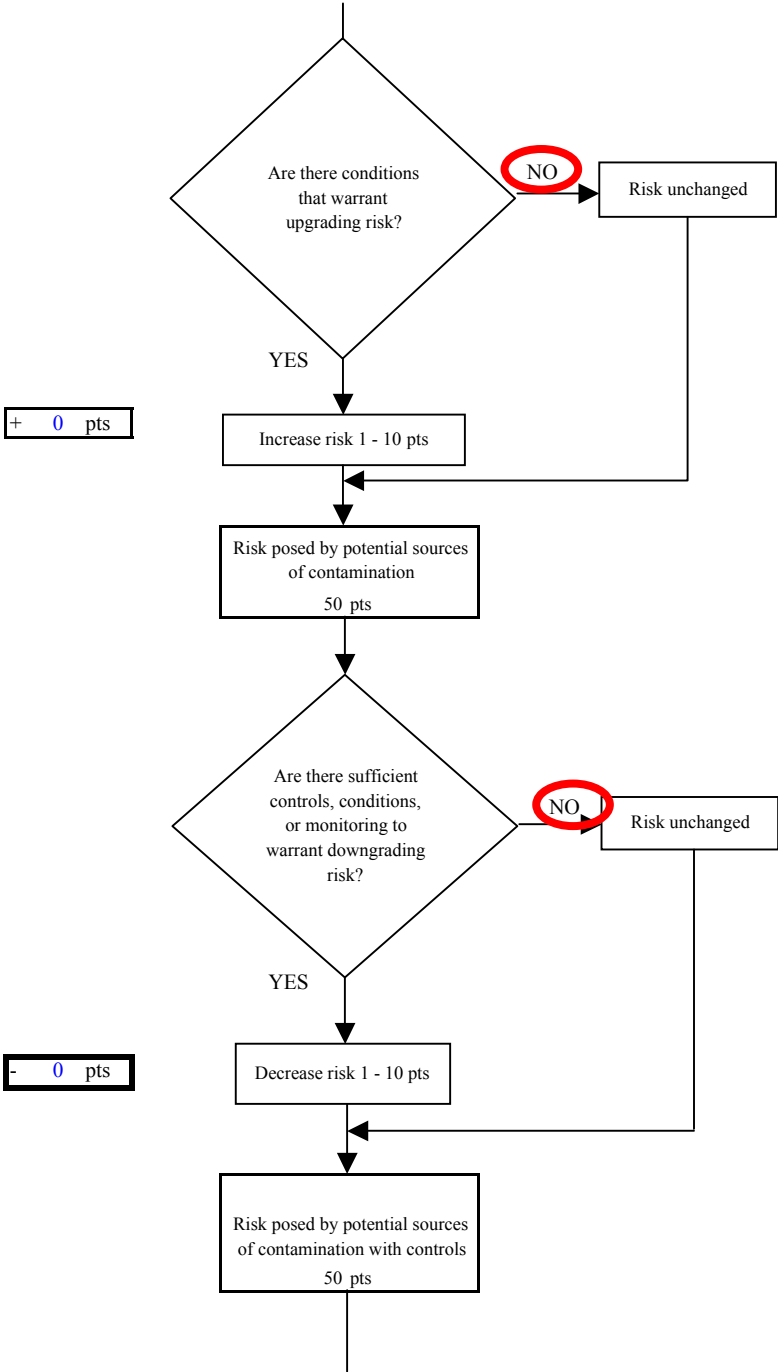 Are there conditions
that warrant
upgrading risk?
NO
Risk unchanged
YES
+ 0 pts
Increase risk 1 - 10 pts
Risk posed by potential sources
of contamination
50 pts
Are there sufficient
controls, conditions,
or monitoring to
warrant downgrading
risk?
NO
Risk unchanged
YES
- 0 pts
Decrease risk 1 - 10 pts
Risk posed by potential sources
of contamination with controls
50 pts